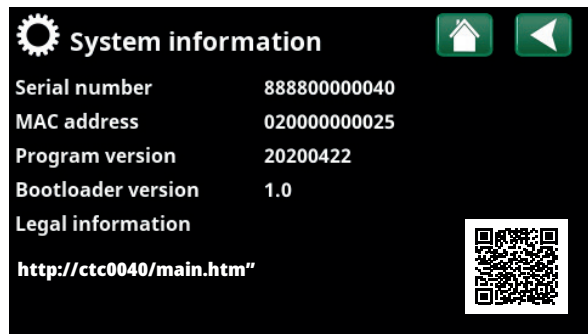 System information
Serial number 888800000040
MAC address 020000000025
Program version 20200422
Bootloader version 1.0
Legal information
http://ctc0040/main.htm”